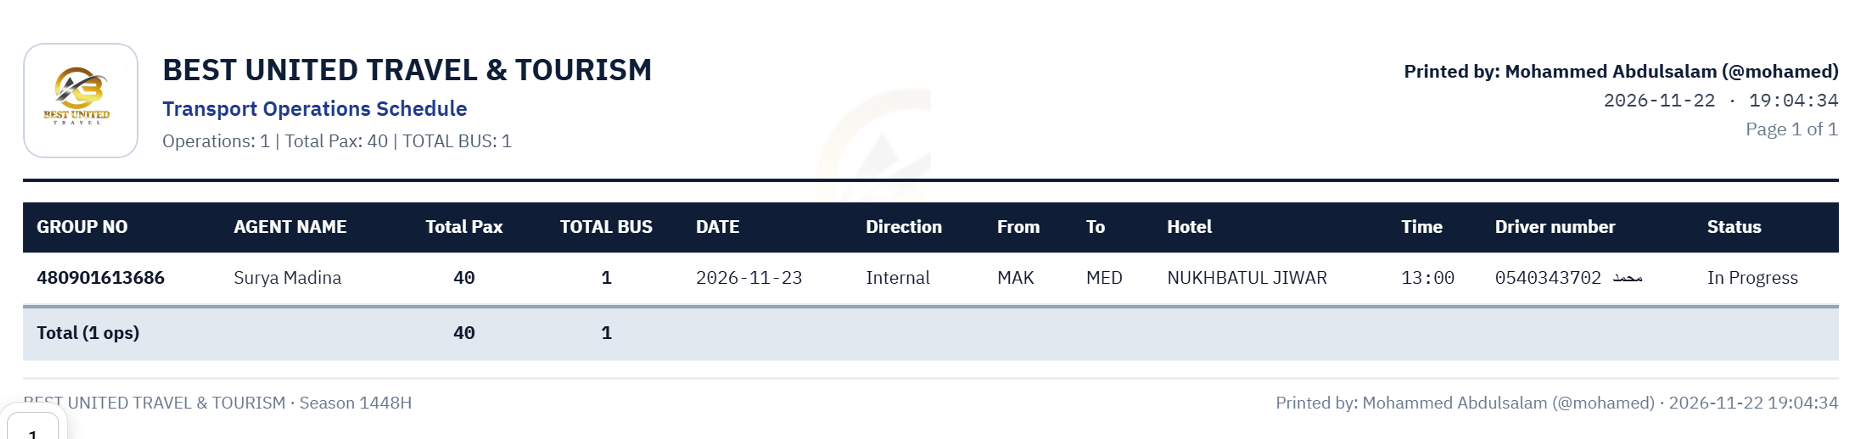 BEST UNITED
TRAVEL
BEST UNITED TRAVEL & TOURISM
Transport Operations Schedule
Operations: 1 | Total Pax: 40 | TOTAL BUS: 1
Printed by: Mohammed Abdulsalam (@mohamed)
2026-11-22 · 19:04:34
Page 1 of 1
GROUP NO AGENT NAME Total Pax TOTAL BUS DATE Direction From To Hotel Time Driver number Status
480901613686 Surya Madina 40 1 2026-11-23 Internal MAK MED NUKHBATUL JIWAR 13:00 0540343702 محمد In Progress
Total (1 ops) 40 1
BEST UNITED TRAVEL & TOURISM · Season 1448H
Printed by: Mohammed Abdulsalam (@mohamed) · 2026-11-22 19:04:34
1